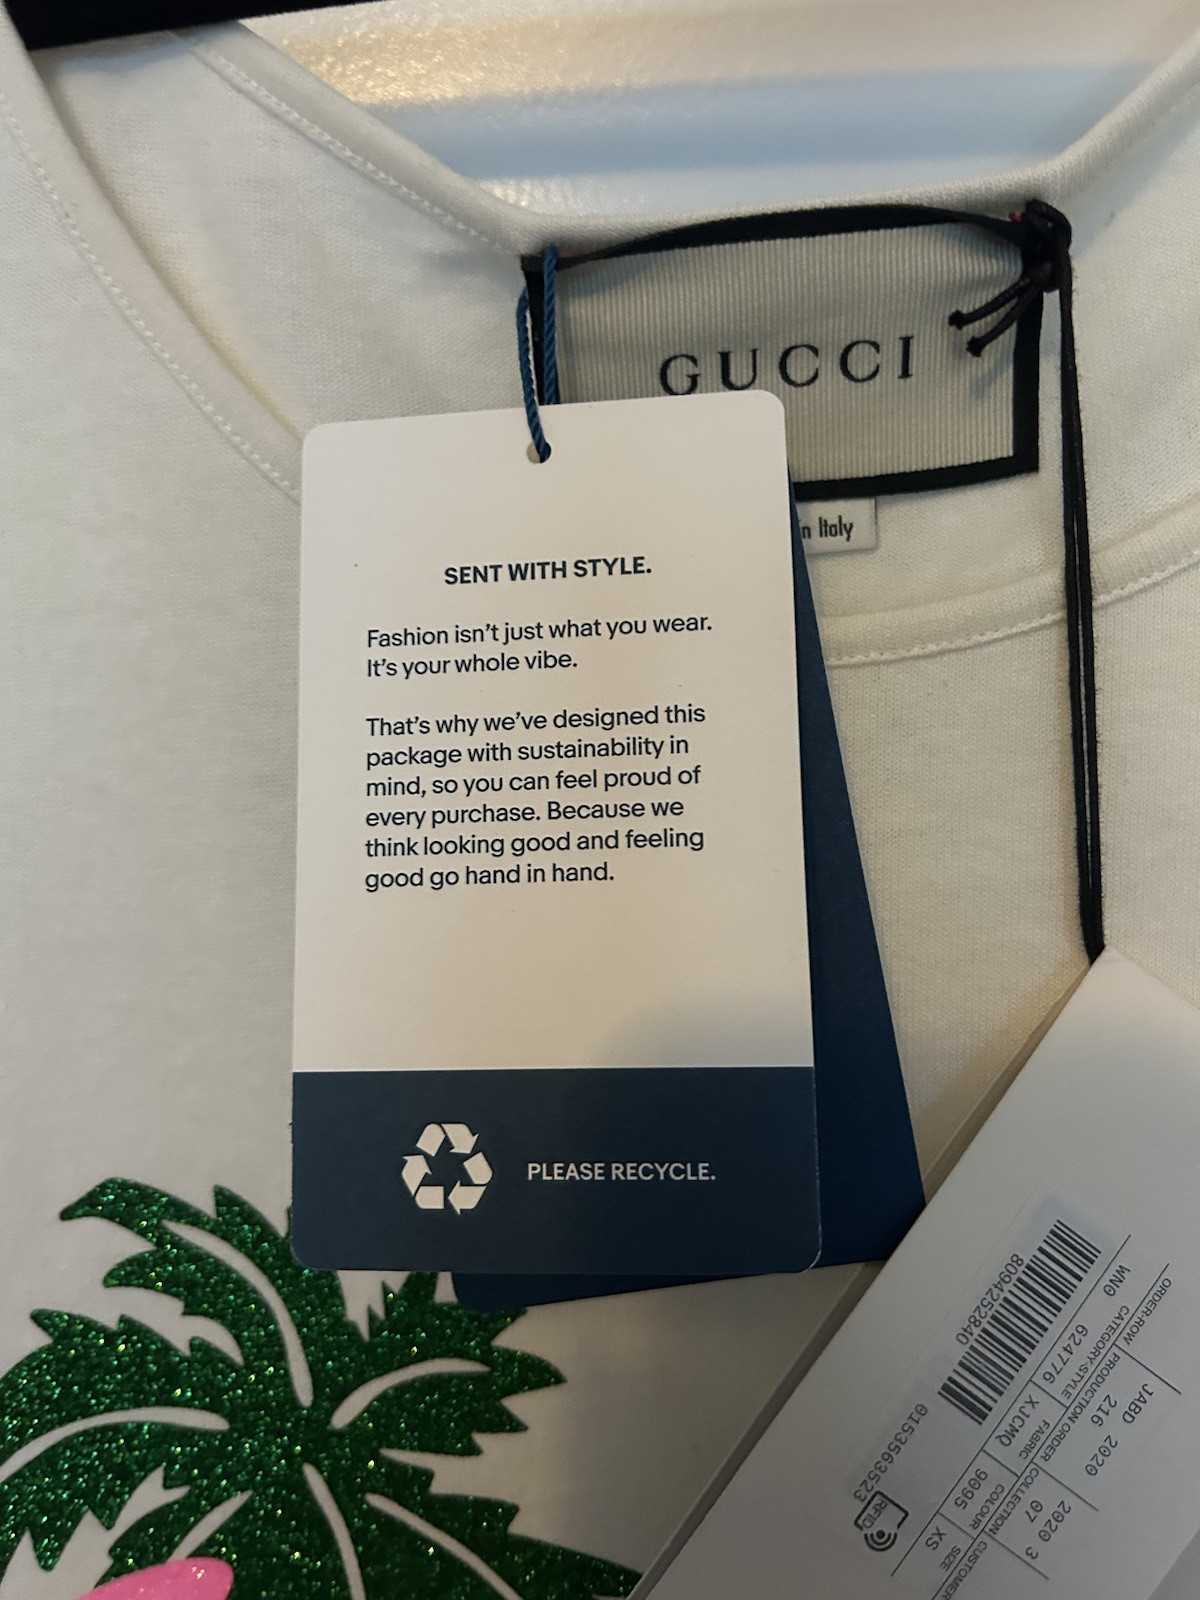 GUCCI
n Italy
SENT WITH STYLE.
Fashion isn't just what you wear.
It's your whole vibe.
That's why we've designed this
package with sustainability in
mind, so you can feel proud of
every purchase. Because we
think looking good and feeling
good go hand in hand.
PLEASE RECYCLE.
8094252840
0153563523
RFID
WN0 624776 XJCMQ 9095 XS
CATEGORY-STYLE FABRIC COLOUR SIZE
216 07
ORDER-ROW PRODUCTION ORDER COLLECTION CUSTOMER
JABD 2020 2020 3